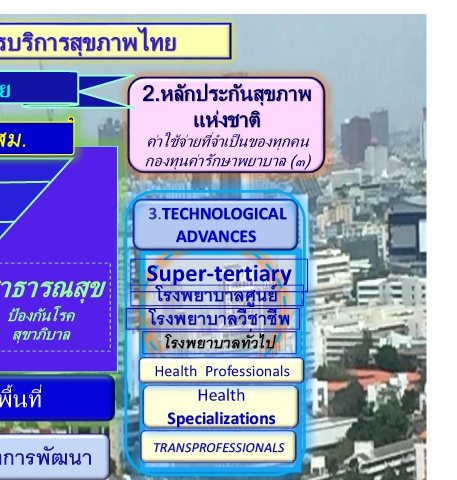 รบริการสุขภาพไทย
ย
สม.
2.หลักประกันสุขภาพ
แห่งชาติ
ค่าใช้จ่ายที่จำเป็นของทุกคน
กองทุนค่ารักษาพยาบาล (๓)
3.TECHNOLOGICAL
ADVANCES
Super-tertiary
โรงพยาบาลศูนย์
โรงพยาบาลวิชาชีพ
โรงพยาบาลทั่วไป
Health Professionals
Health
Specializations
TRANSPROFESSIONALS
าธารณสุข
ป้องกันโรค
สุขาภิบาล
พื้นที่
งการพัฒนา